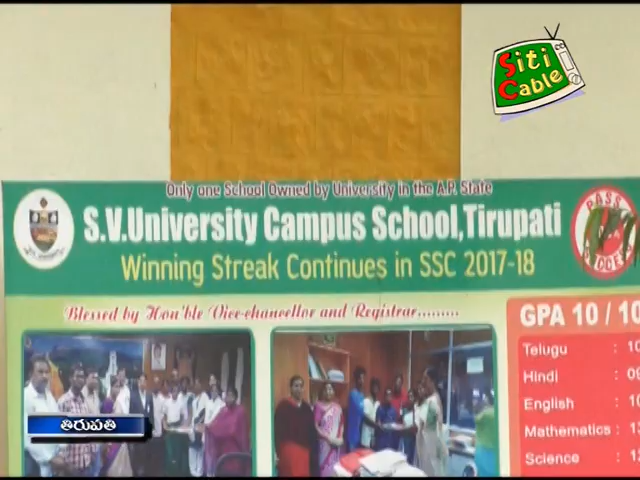 Siti
Cable
Only one School Owned by University in the A.P. State
S.V.University Campus School,Tirupati
Winning Streak Continues in SSC 2017-18
PASS
Blessed by Hon'ble Vice-chancellor and Registrar.........
GPA 10 / 10
Telugu :
Hindi :
English :
Mathematics :
Science :
తిరుపతి